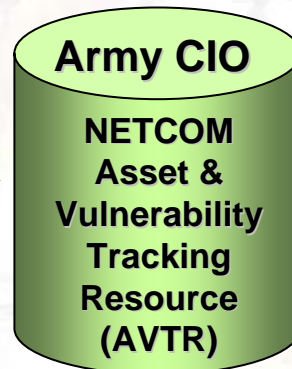 Army CIO
NETCOM
Asset &
Vulnerability
Tracking
Resource
(AVTR)